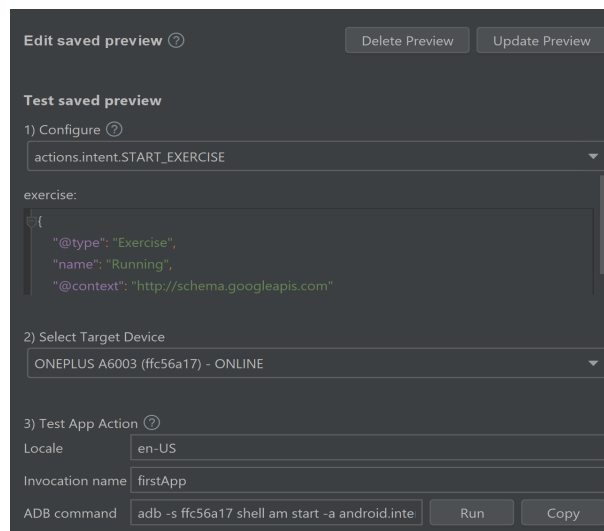 Edit saved preview ?
Delete Preview
Update Preview
Test saved preview
1) Configure ?
actions.intent.START_EXERCISE
exercise:
{
"@type": "Exercise",
"name": "Running",
"@context": "http://schema.googleapis.com"
2) Select Target Device
ONEPLUS A6003 (ffc56a17) - ONLINE
3) Test App Action ?
Locale en-US
Invocation name firstApp
ADB command adb -s ffc56a17 shell am start -a android.inte Run Copy